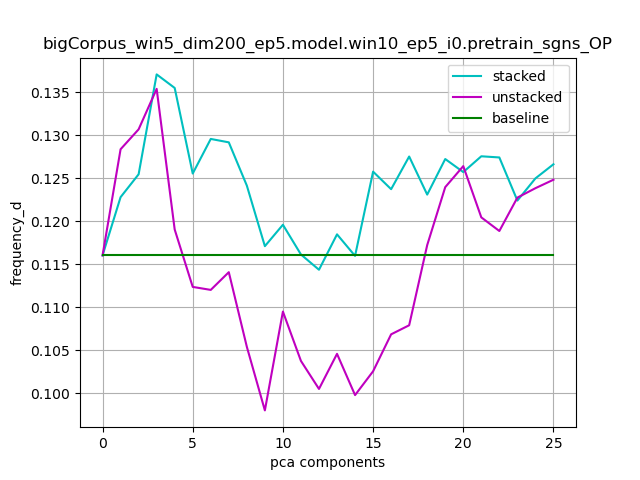 bigCorpus_win5_dim200_ep5.model.win10_ep5_i0.pretrain_sgns_OP
stacked
unstacked
baseline
0.135
0.130
0.125
0.120
0.115
0.110
0.105
0.100
frequency_d
0 5 10 15 20 25
pca components